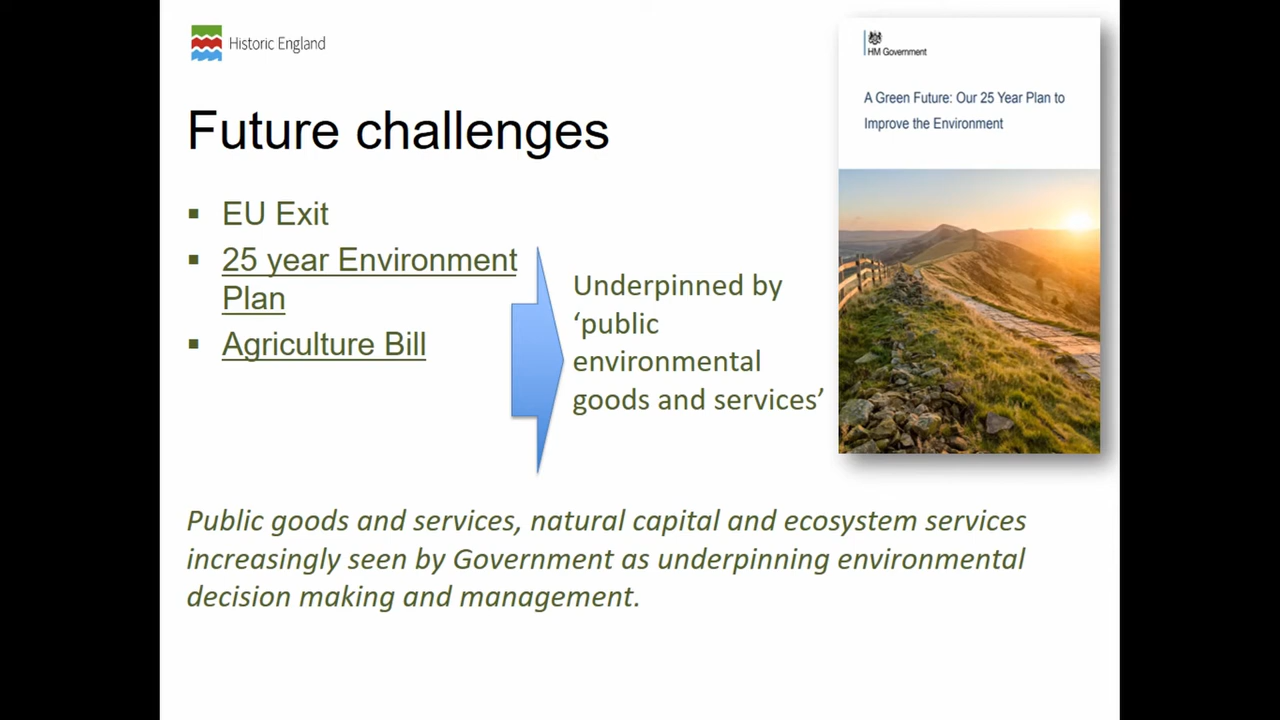 Historic England
HM Government
A Green Future: Our 25 Year Plan to
Improve the Environment
Future challenges
▪ EU Exit
▪ 25 year Environment
Plan
▪ Agriculture Bill
Underpinned by
‘public
environmental
goods and services’
Public goods and services, natural capital and ecosystem services
increasingly seen by Government as underpinning environmental
decision making and management.